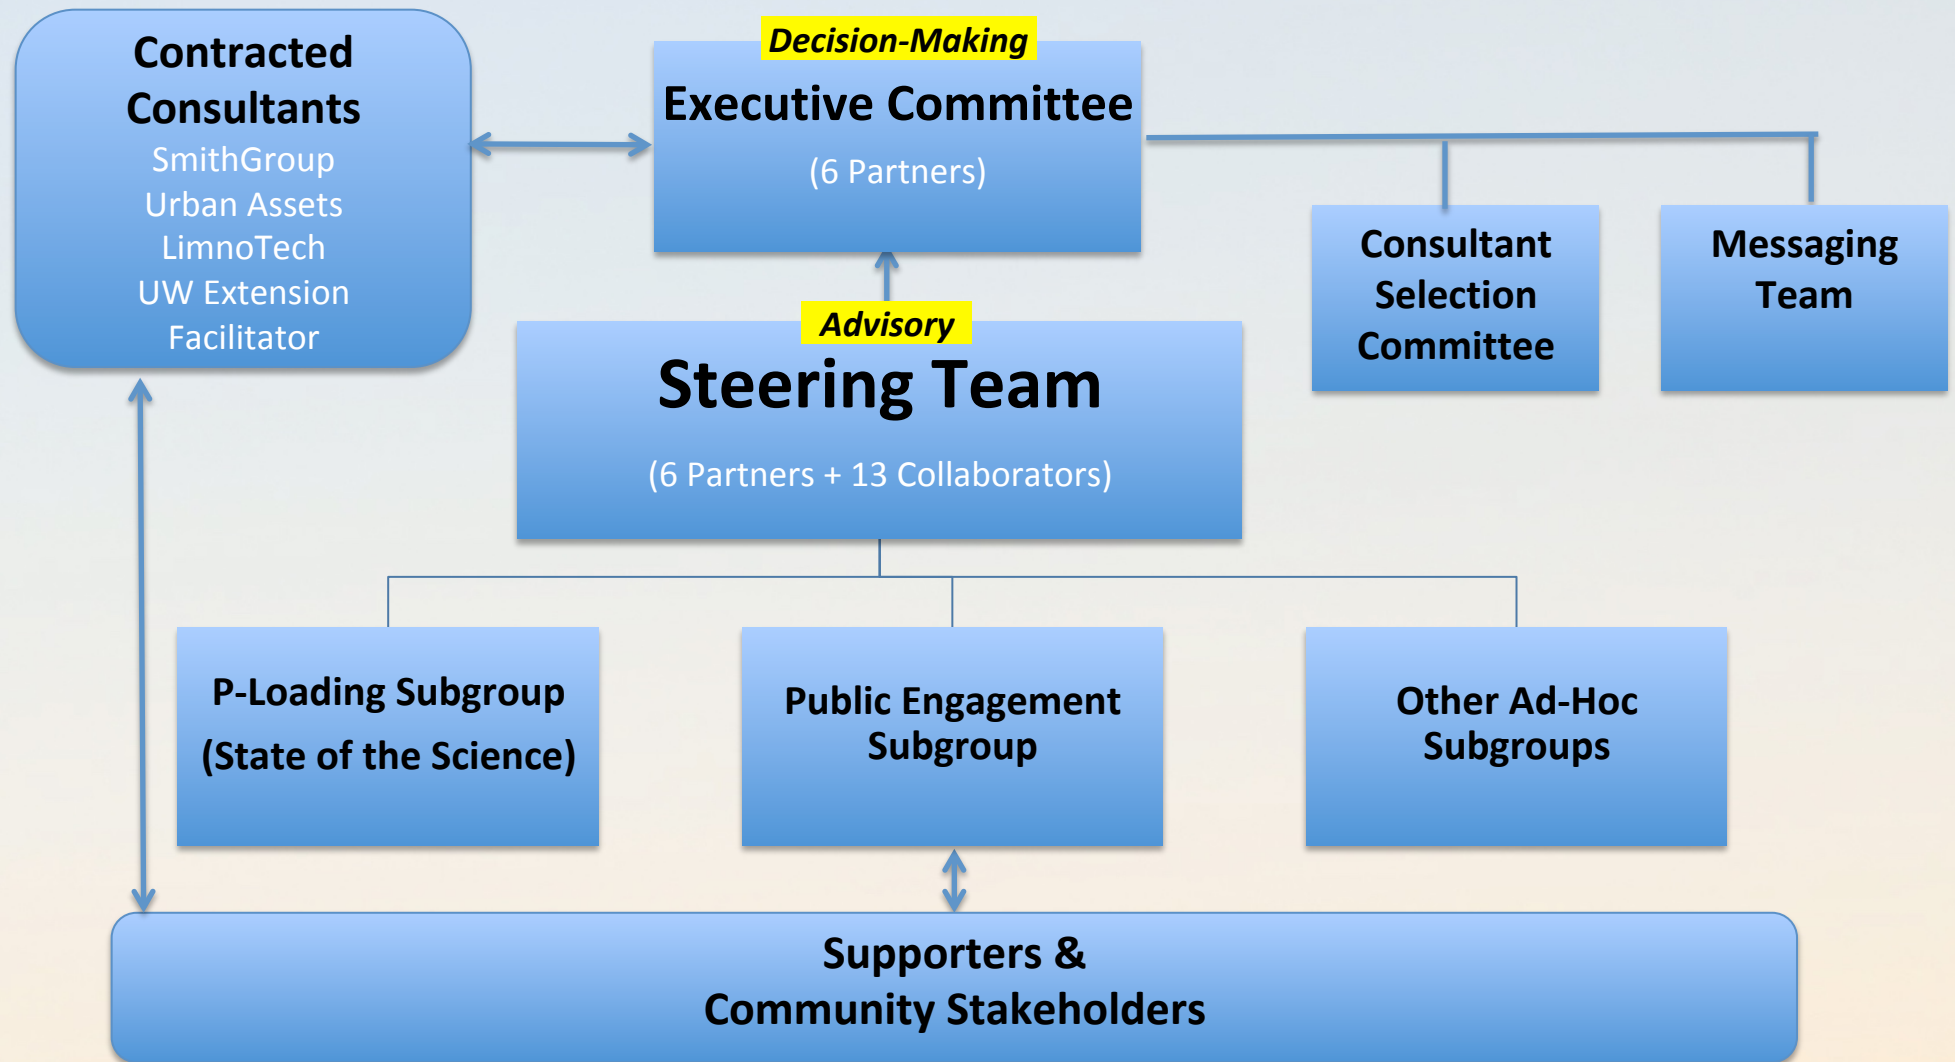 Contracted
Consultants
SmithGroup
Urban Assets
LimnoTech
UW Extension
Facilitator
Decision-Making
Executive Committee
(6 Partners)
Consultant
Selection
Committee
Messaging
Team
Advisory
Steering Team
(6 Partners + 13 Collaborators)
P-Loading Subgroup
(State of the Science)
Public Engagement
Subgroup
Other Ad-Hoc
Subgroups
Supporters &
Community Stakeholders